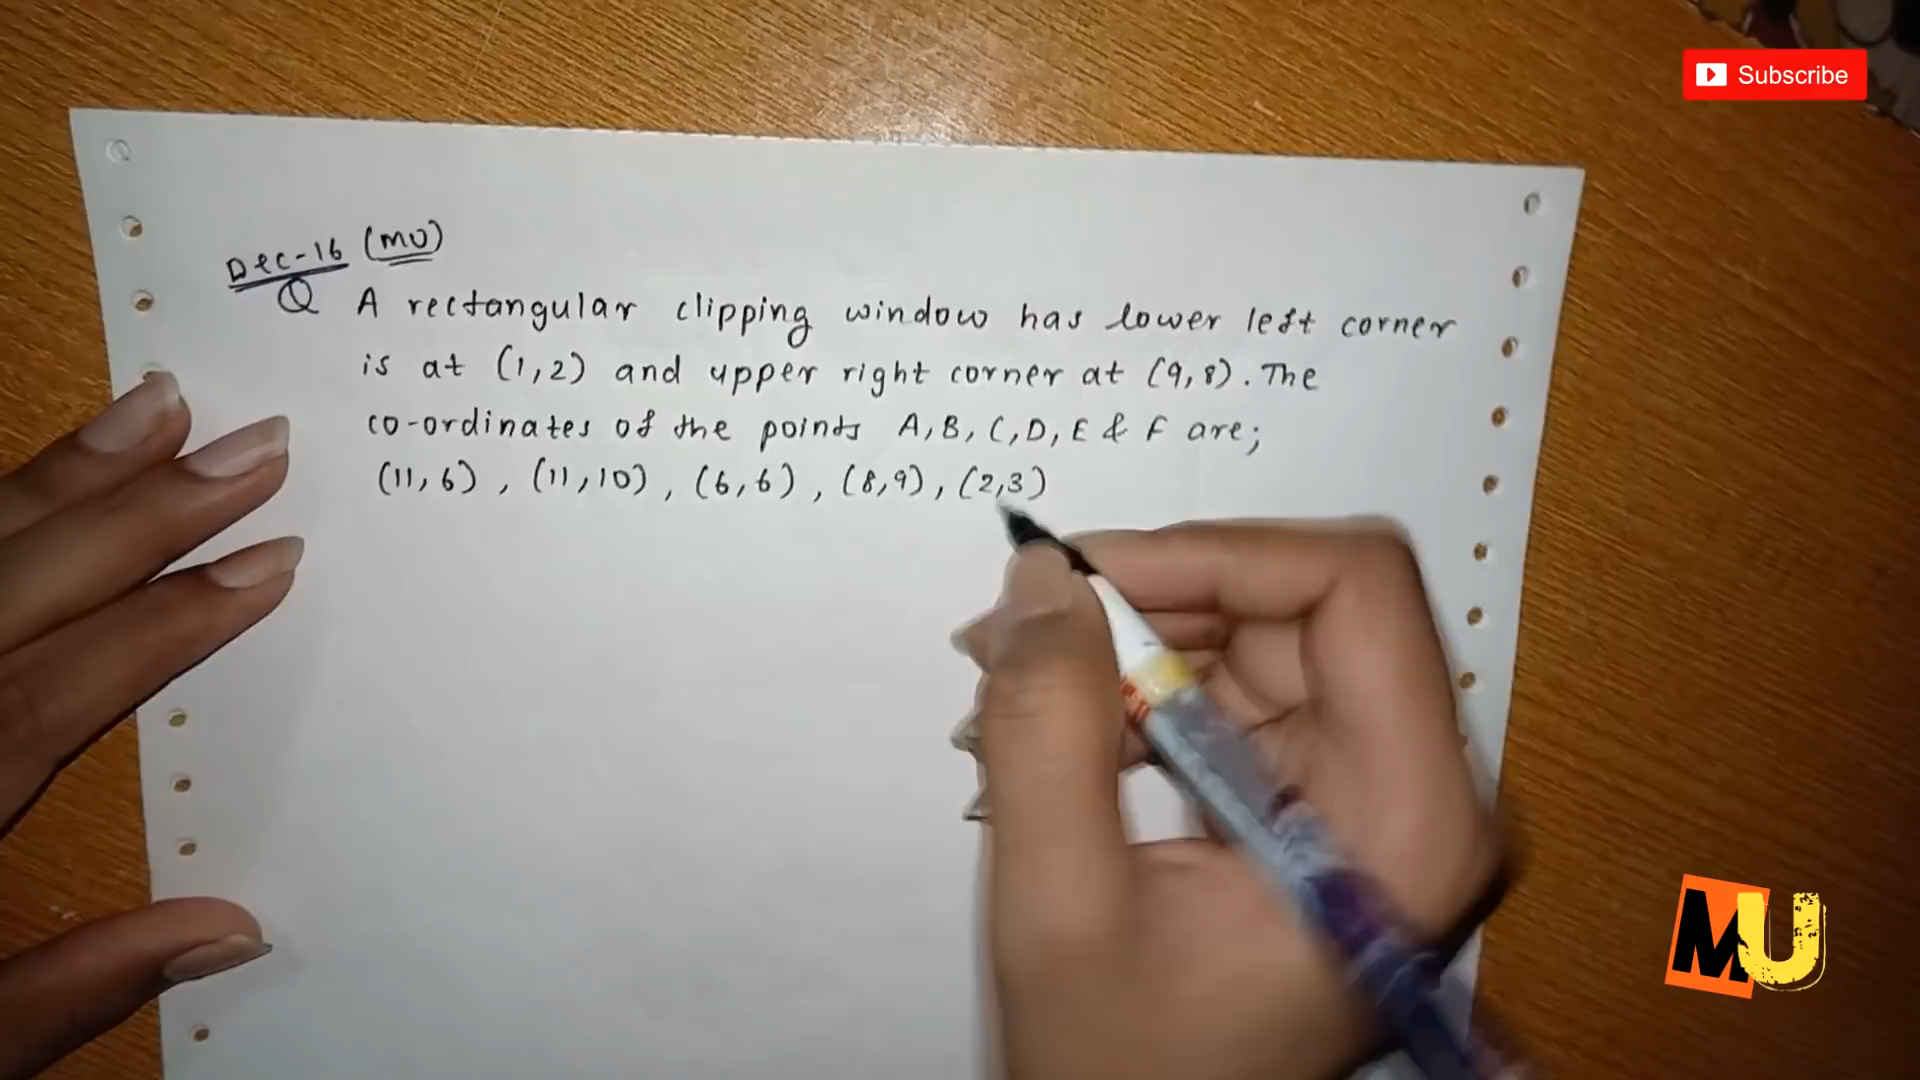 Subscribe
Dec-16 (MU)
Q A rectangular clipping window has lower left corner
is at (1,2) and upper right corner at (9,8). The
co-ordinates of the points A, B, C, D, E & F are;
(11,6), (11,10), (6,6), (8,9), (2,3)
MU